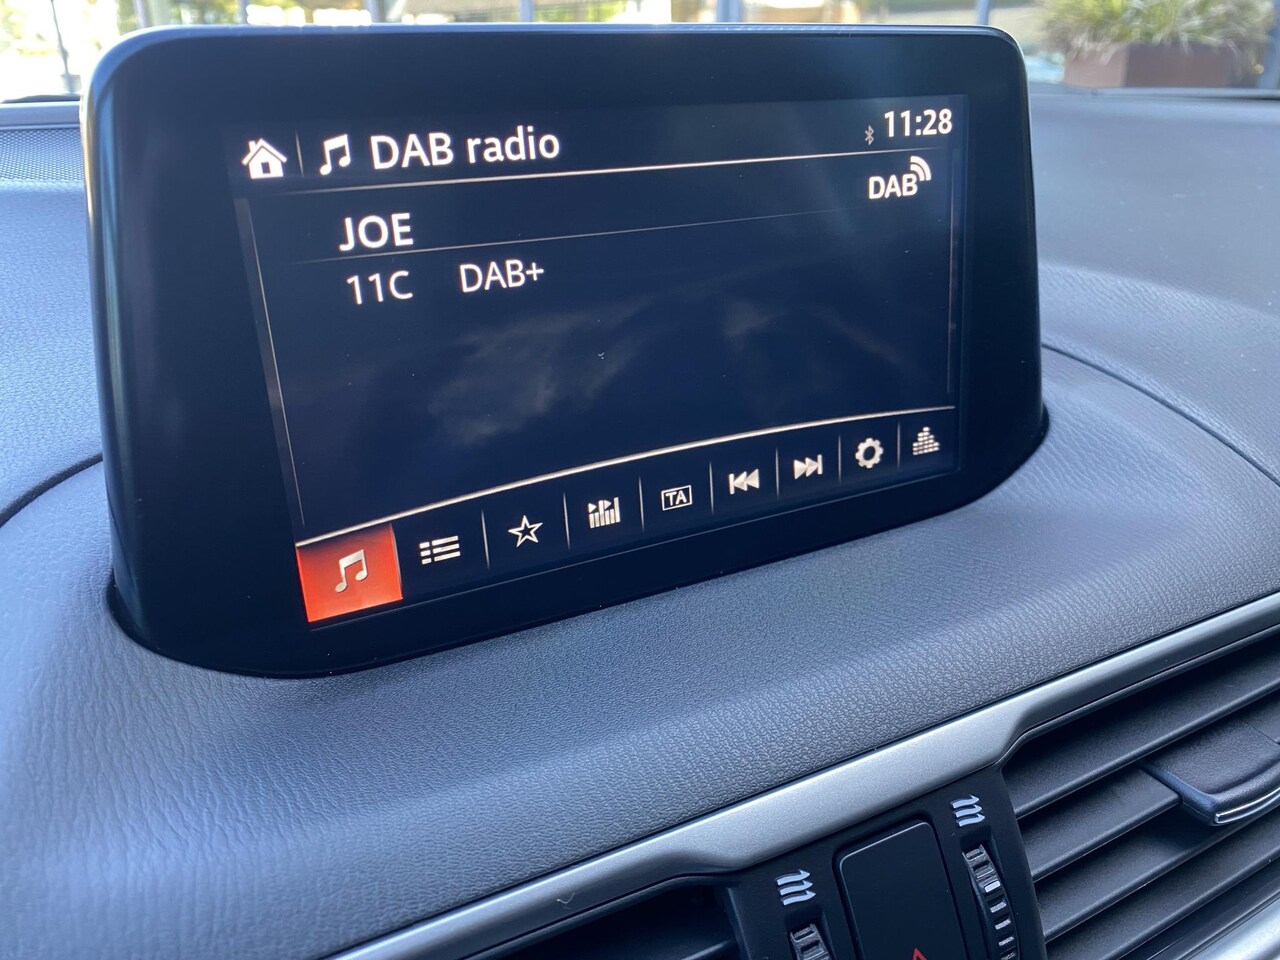 DAB radio
11:28
DAB
JOE
11C DAB+
TA